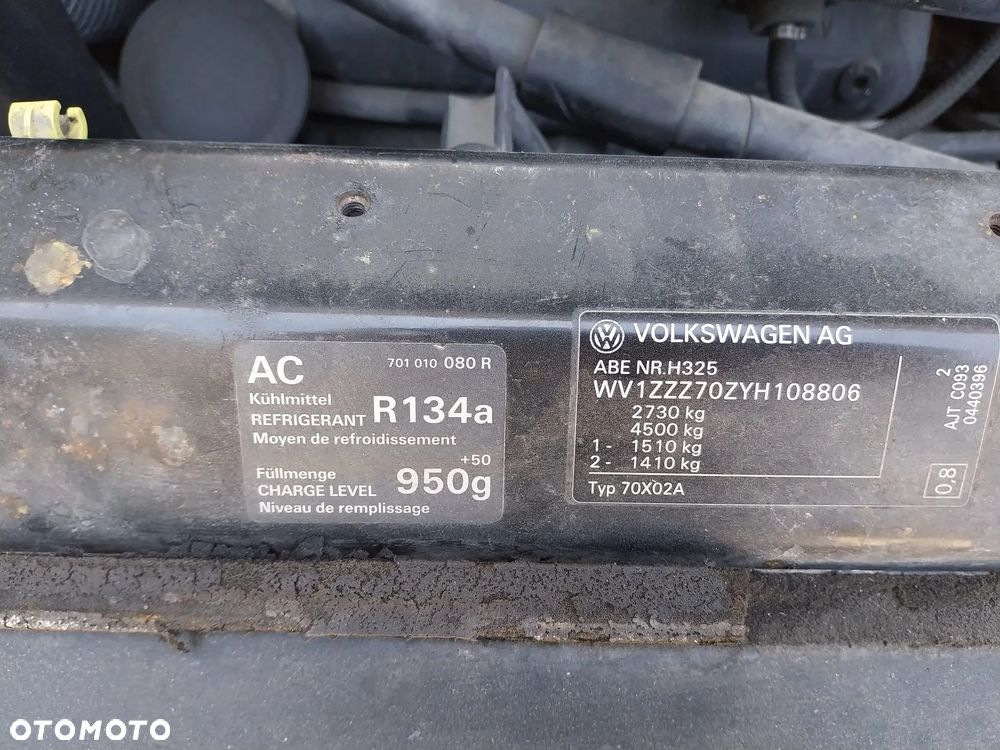 AC 701 010 080 R
Kühlmittel
REFRIGERANT R134a
Moyen de refroidissement
+50
Füllmenge
CHARGE LEVEL 950g
Niveau de remplissage
VOLKSWAGEN AG
ABE NR.H325
WV1ZZZ70ZYH108806
2730 kg
4500 kg
1- 1510 kg
2- 1410 kg
Typ 70X02A
2
AJT C093
0440396
0,8
OTOMOTO